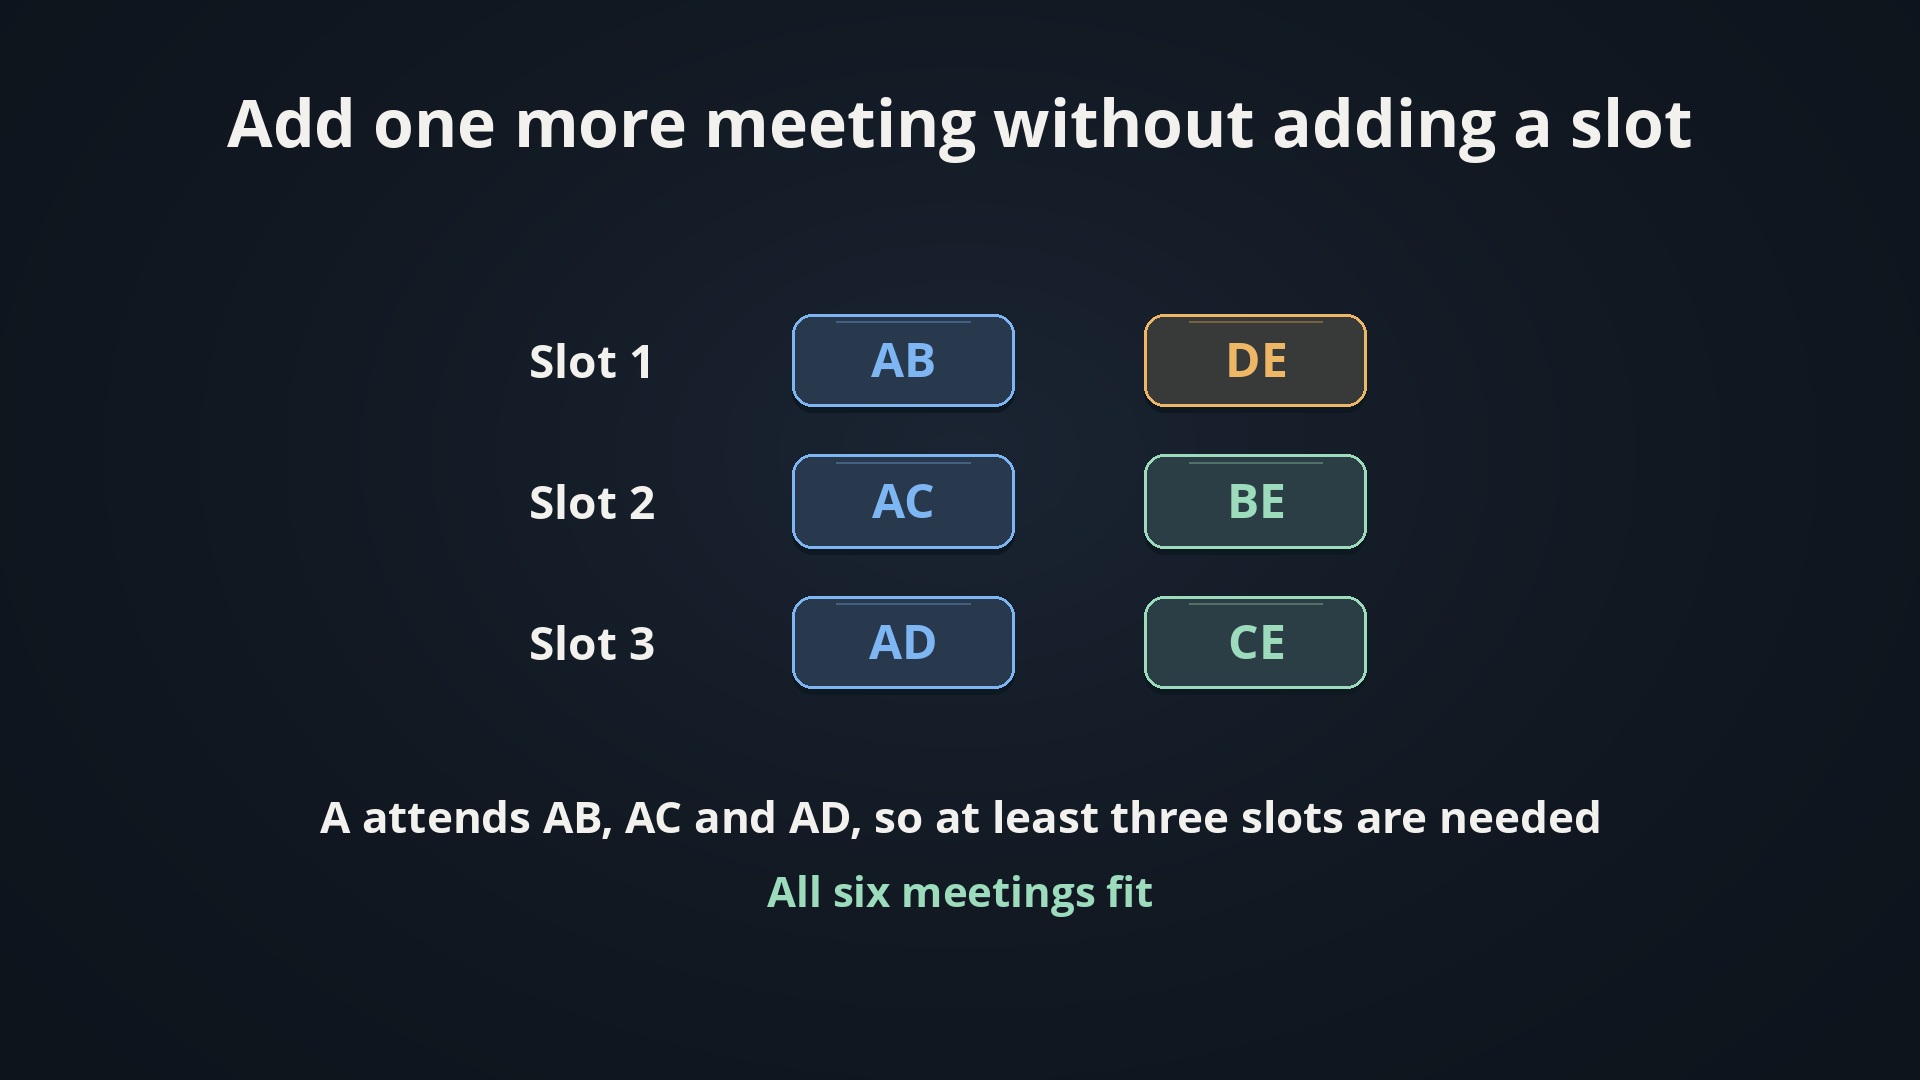 Add one more meeting without adding a slot
Slot 1 AB DE
Slot 2 AC BE
Slot 3 AD CE
A attends AB, AC and AD, so at least three slots are needed
All six meetings fit